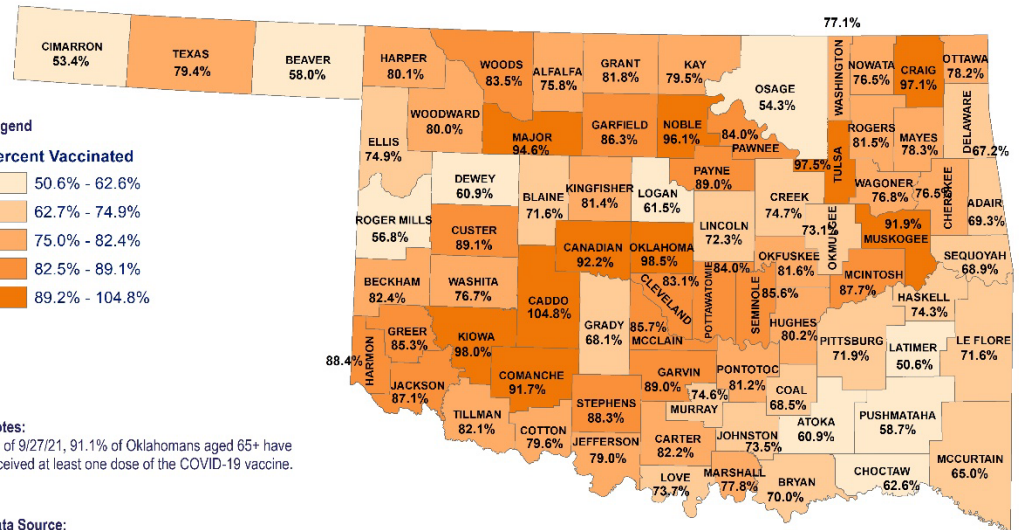 77.1%
CIMARRON
53.4%
TEXAS
79.4%
BEAVER
58.0%
HARPER
80.1%
WOODS
83.5%
ALFALFA
75.8%
GRANT
81.8%
KAY
79.5%
OSAGE
54.3%
WASHINGTON
NOWATA
76.5%
CRAIG
97.1%
OTTAWA
78.2%
WOODWARD
80.0%
MAJOR
94.6%
GARFIELD
86.3%
NOBLE
96.1%
84.0%
PAWNEE
ROGERS
81.5%
MAYES
78.3%
DELAWARE
67.2%
ELLIS
74.9%
DEWEY
60.9%
BLAINE
71.6%
KINGFISHER
81.4%
LOGAN
61.5%
PAYNE
89.0%
97.5%
TULSA
CREEK
74.7%
WAGONER
76.8%
76.5%
CHEROKEE
ADAIR
69.3%
ROGER MILLS
56.8%
CUSTER
89.1%
CANADIAN
92.2%
OKLAHOMA
98.5%
LINCOLN
72.3%
73.1%
OKMULGEE
91.9%
MUSKOGEE
SEQUOYAH
68.9%
OKFUSKEE
81.6%
MCINTOSH
87.7%
BECKHAM
82.4%
WASHITA
76.7%
CADDO
104.8%
GRADY
68.1%
83.1%
CLEVELAND
84.0%
POTTAWATOMIE
SEMINOLE
85.6%
HUGHES
80.2%
HASKELL
74.3%
PITTSBURG
71.9%
LATIMER
50.6%
LE FLORE
71.6%
88.4%
HARMON
GREER
85.3%
KIOWA
98.0%
85.7%
MCCLAIN
JACKSON
87.1%
COMANCHE
91.7%
GARVIN
89.0%
PONTOTOC
81.2%
COAL
68.5%
TILLMAN
82.1%
COTTON
79.6%
STEPHENS
88.3%
74.6%
MURRAY
ATOKA
60.9%
PUSHMATAHA
58.7%
MCCURTAIN
65.0%
JEFFERSON
79.0%
CARTER
82.2%
JOHNSTON
73.5%
LOVE
73.7%
MARSHALL
77.8%
BRYAN
70.0%
CHOCTAW
62.6%
gend
ercent Vaccinated
50.6% - 62.6%
62.7% - 74.9%
75.0% - 82.4%
82.5% - 89.1%
89.2% - 104.8%
otes:
of 9/27/21, 91.1% of Oklahomans aged 65+ have
ceived at least one dose of the COVID-19 vaccine.
ata Source: